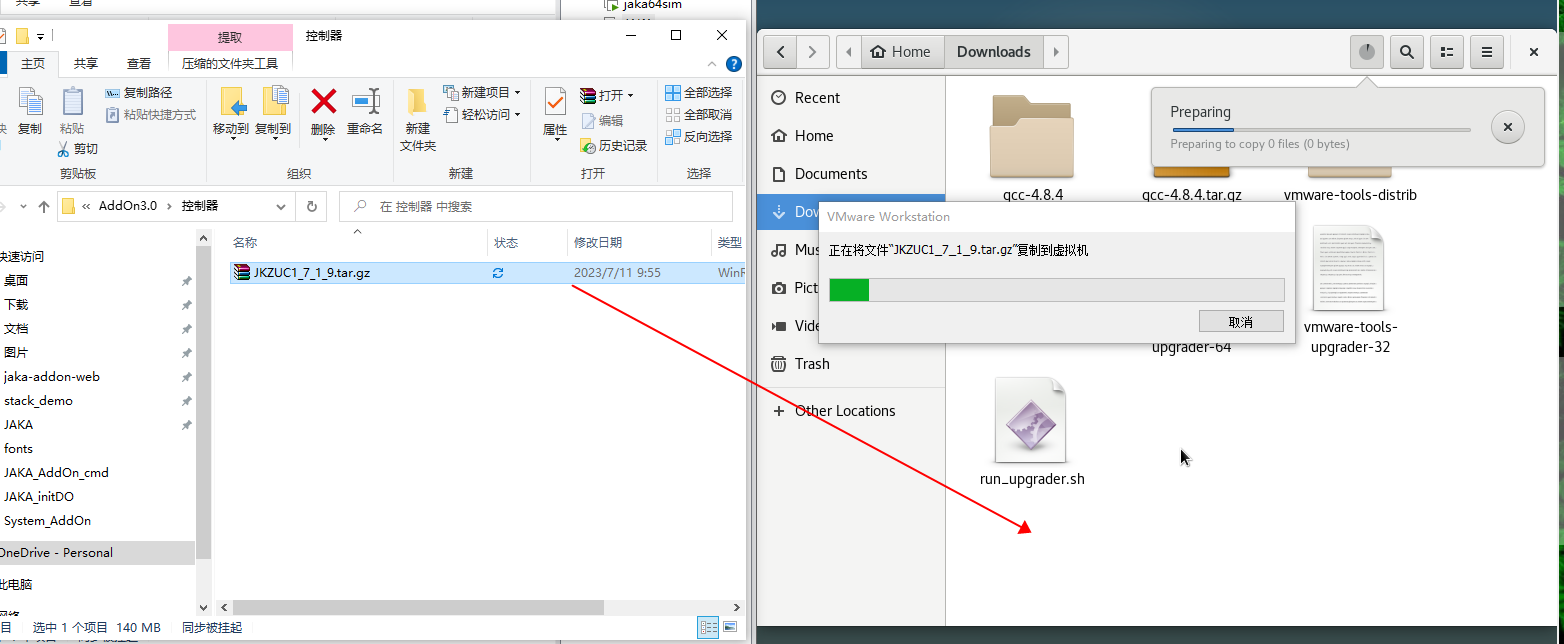 共享
查看
jaka64sim
提取
控制器
主页
共享
查看
压缩的文件夹工具
复制
粘贴
复制路径
粘贴快捷方式
剪切
剪贴板
移动到
复制到
删除
重命名
组织
新建
文件夹
新建项目
轻松访问
新建
属性
打开
编辑
历史记录
打开
全部选择
全部取消
反向选择
选择
« AddOn3.0 › 控制器
在 控制器 中搜索
名称
状态
修改日期
类型
JKZUC1_7_1_9.tar.gz
2023/7/11 9:55
WinR
快速访问
桌面
下载
文档
图片
jaka-addon-web
stack_demo
JAKA
fonts
JAKA_AddOn_cmd
JAKA_initDO
System_AddOn
OneDrive - Personal
此电脑
网络
选中 1 个项目
140 MB
同步被挂起
Home
Downloads
Recent
Home
Documents
Dow
Mus
Pict
Vide
Trash
Other Locations
Preparing
Preparing to copy 0 files (0 bytes)
gcc-4.8.4
gcc-4.8.4.tar.gz
vmware-tools-distrib
VMware Workstation
正在将文件“JKZUC1_7_1_9.tar.gz”复制到虚拟机
取消
upgrader-64
vmware-tools-
upgrader-32
run_upgrader.sh